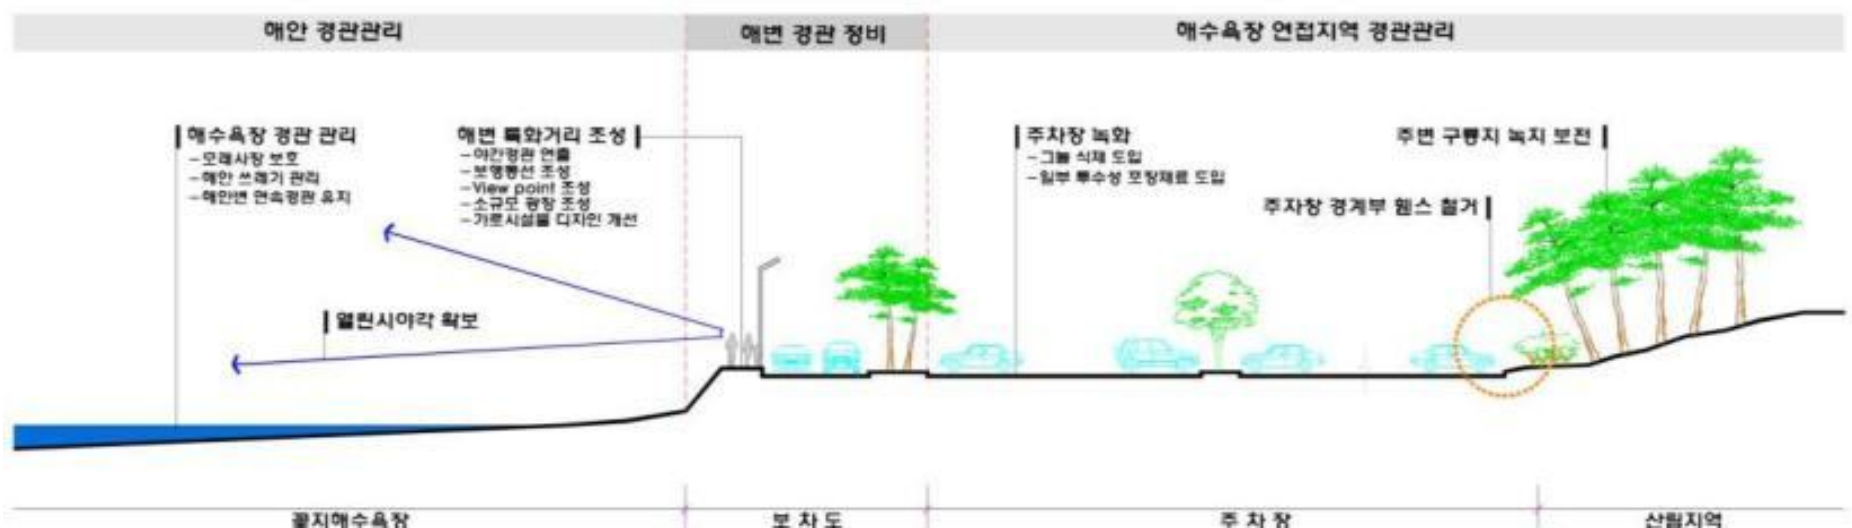 해안 경관관리
해변 경관 정비
해수욕장 연접지역 경관관리
해수욕장 경관 관리
-모래사장 보호
-해안 쓰레기 관리
-해안변 연속경관 유지
해변 특화거리 조성
-야간경관 연출
-보행동선 조성
-View point 조성
-소규모 광장 조성
-가로시설물 디자인 개선
열린시야각 확보
주차장 녹화
-그늘 식재 도입
-일부 투수성 포장재료 도입
주변 구릉지 녹지 보전
주차장 경계부 휀스 철거
꽃지해수욕장
보 차 도
주 차 장
산림지역